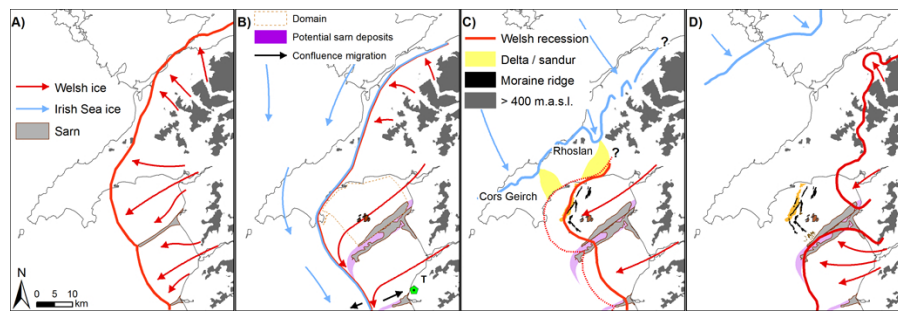 A)
Welsh ice
Irish Sea ice
Sarn
N
0 5 10
km
B)
Domain
Potential sarn deposits
Confluence migration
T
C)
Welsh recession
Delta / sandur
Moraine ridge
> 400 m.a.s.l.
?
Rhoslan
?
Cors Geirch
D)